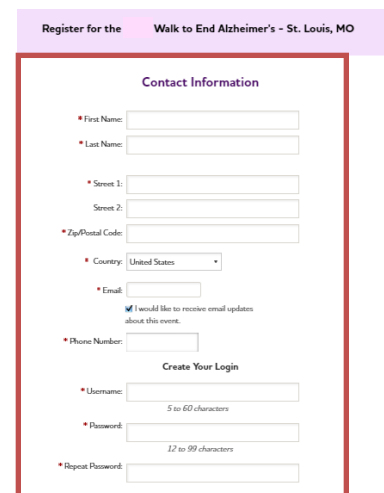 Register for the Walk to End Alzheimer's - St. Louis, MO
Contact Information
* First Name:
* Last Name:
* Street 1:
Street 2:
* Zip/Postal Code:
* Country: United States
* Email:
I would like to receive email updates
about this event.
* Phone Number:
Create Your Login
* Username:
5 to 60 characters
* Password:
12 to 99 characters
* Repeat Password: